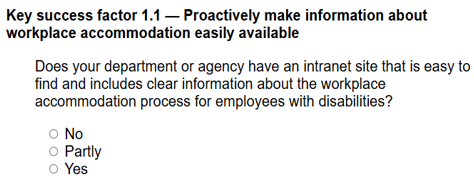 Key success factor 1.1 — Proactively make information about
workplace accommodation easily available
Does your department or agency have an intranet site that is easy to
find and includes clear information about the workplace
accommodation process for employees with disabilities?
No
Partly
Yes